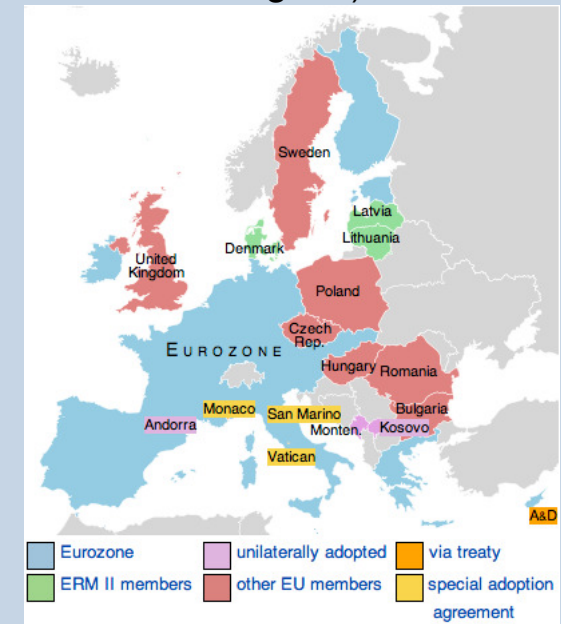 Sweden
Latvia
Lithuania
Denmark
United
Kingdom
Poland
Czech
Rep.
EUROZONE
Hungary
Romania
Monaco
San Marino
Bulgaria
Andorra
Monten.
Kosovo
Vatican
A&D
Eurozone
unilaterally adopted
via treaty
ERM II members
other EU members
special adoption
agreement